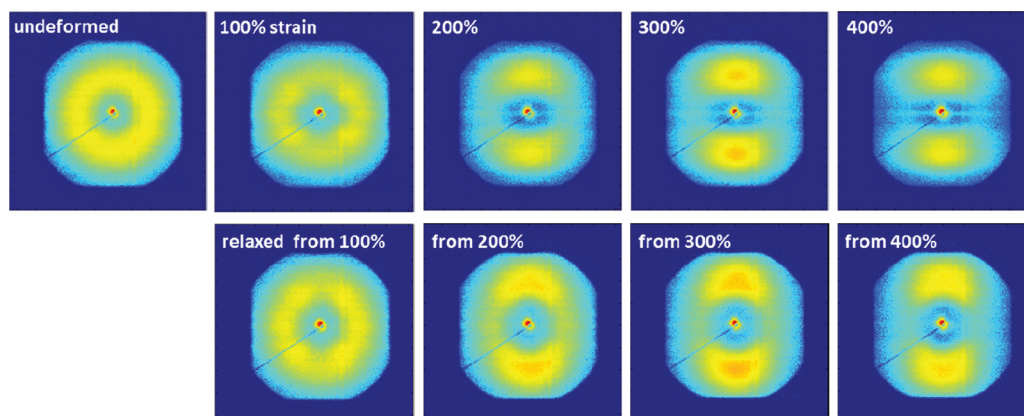 undeformed
100% strain
200%
300%
400%
relaxed from 100%
from 200%
from 300%
from 400%